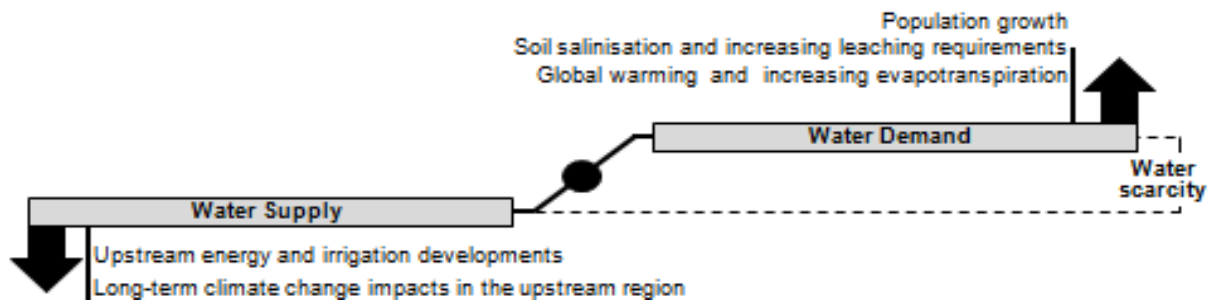 Population growth
Soil salinisation and increasing leaching requirements
Global warming and increasing evapotranspiration
Water Demand
Water
scarcity
Water Supply
Upstream energy and irrigation developments
Long-term climate change impacts in the upstream region